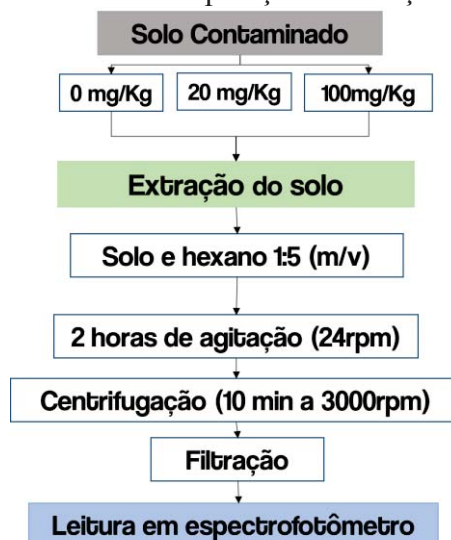 Solo Contaminado
0 mg/Kg 20 mg/Kg 100mg/Kg
Extração do solo
Solo e hexano 1:5 (m/v)
2 horas de agitação (24rpm)
Centrifugação (10 min a 3000rpm)
Filtração
Leitura em espectrofotômetro